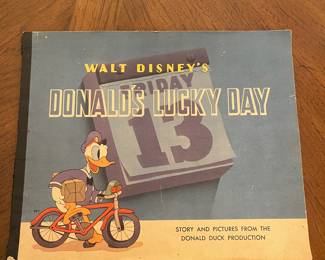 WALT DISNEY'S
FRIDAY
DONALD'S LUCKY DAY
13
STORY AND PICTURES FROM THE
DONALD DUCK PRODUCTION